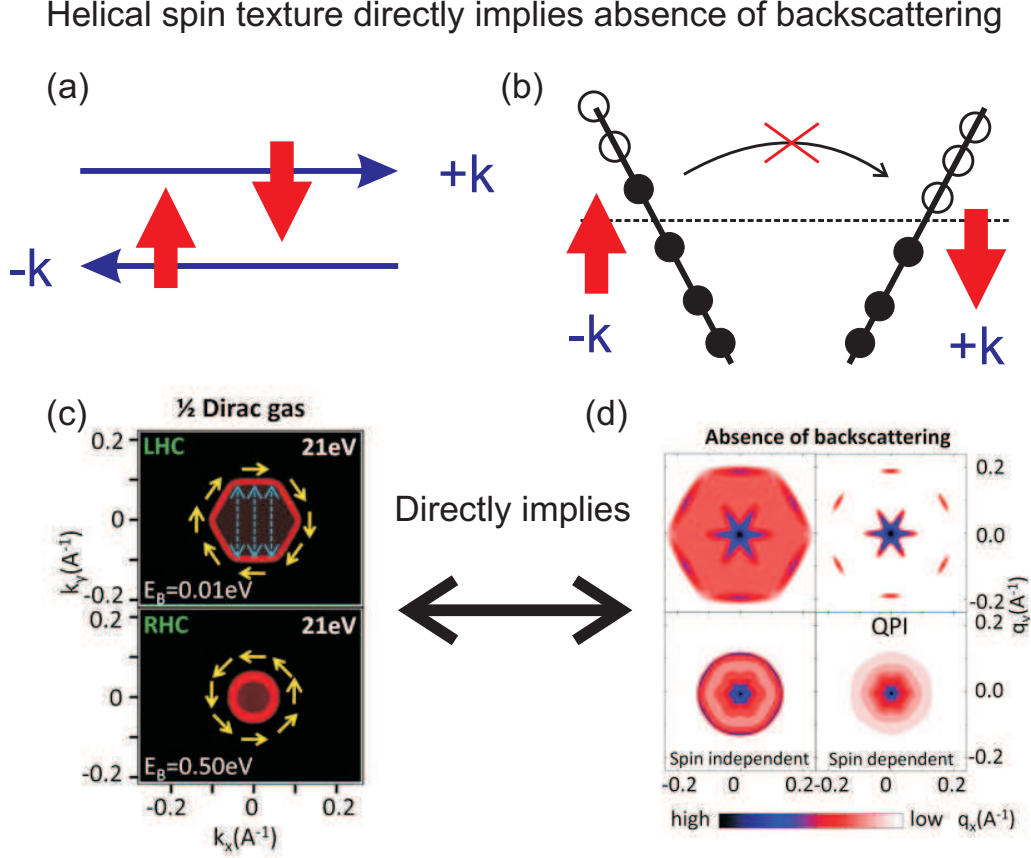 Helical spin texture directly implies absence of backscattering
(a)
+k
-k
(b)
-k
+k
(c)
½ Dirac gas
LHC 21eV
E_B=0.01eV
RHC 21eV
E_B=0.50eV
0.2
0
-0.2
0.2
0
-0.2
k_y(A⁻¹)
-0.2 0 0.2
k_x(A⁻¹)
Directly implies
(d)
Absence of backscattering
QPI
Spin independent
Spin dependent
0.2
0.0
-0.2
0.0
-0.2
q_y(A⁻¹)
-0.2 0 0.2 -0.2 0 0.2
high low q_x(A⁻¹)